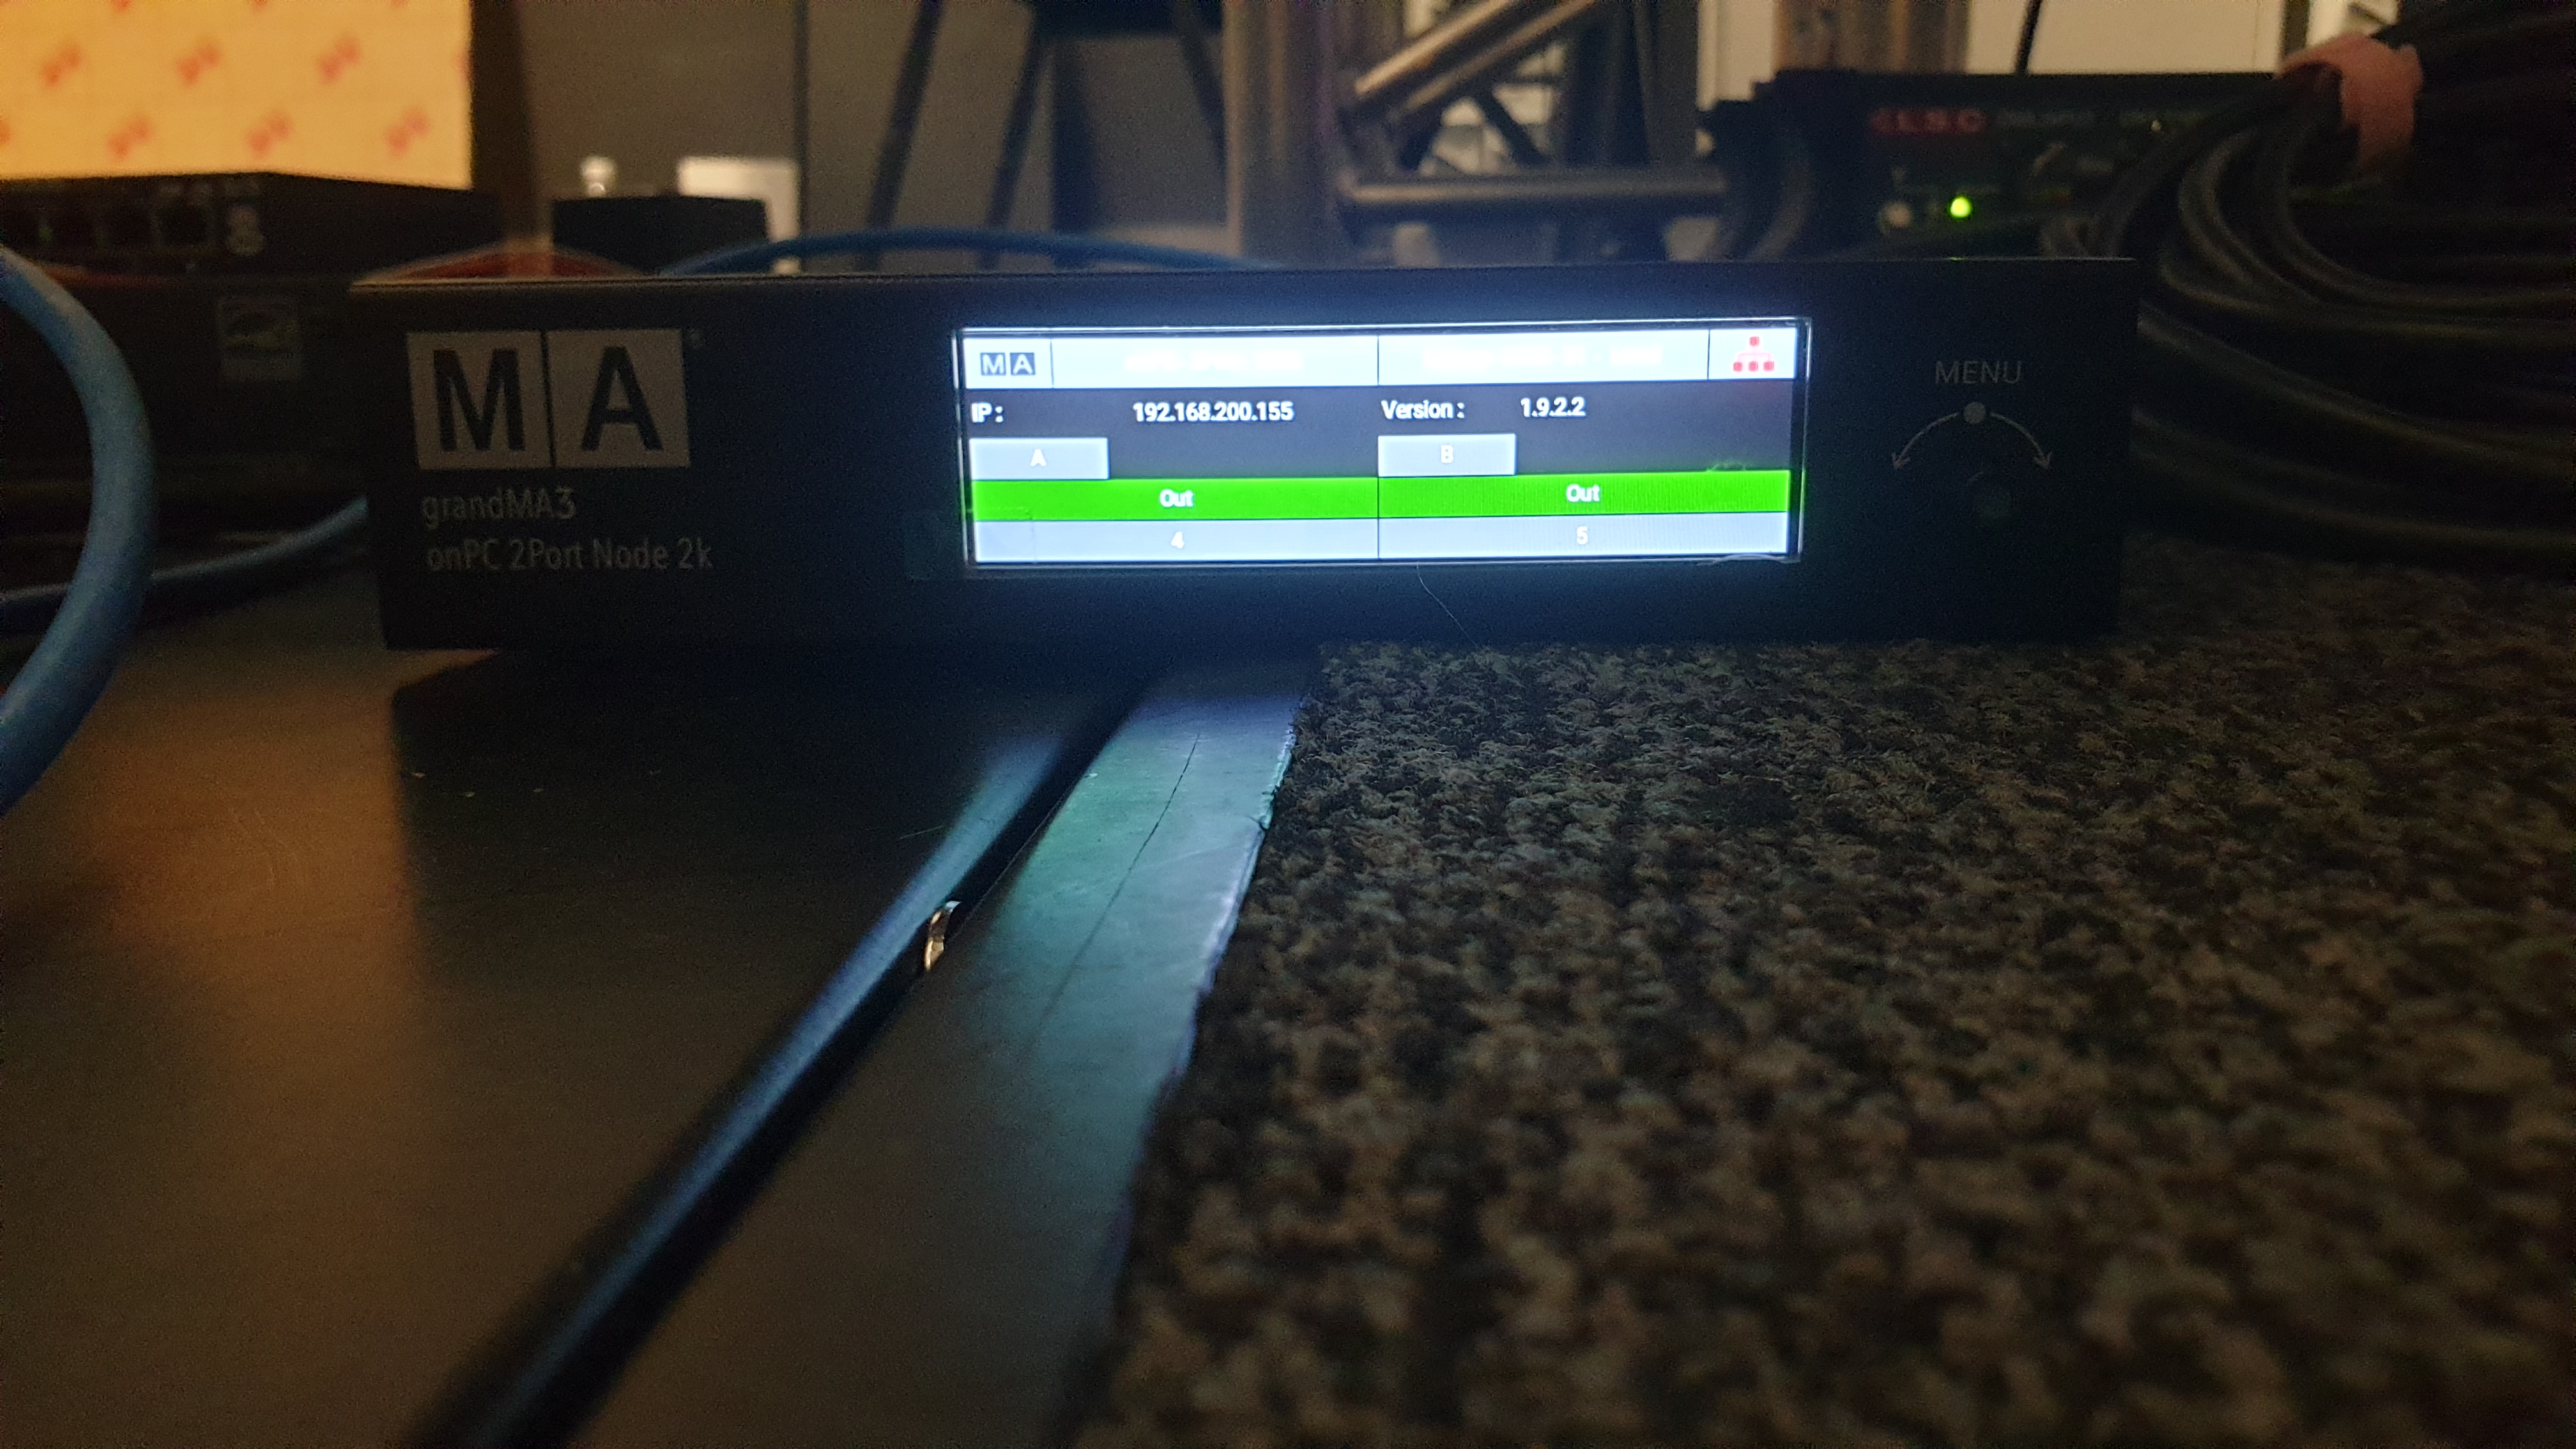 LSC
MA
MA
IP: 192.168.200.155 Version: 1.9.2.2
A B
Out Out
4 5
grandMA3
onPC 2Port Node 2k
MENU